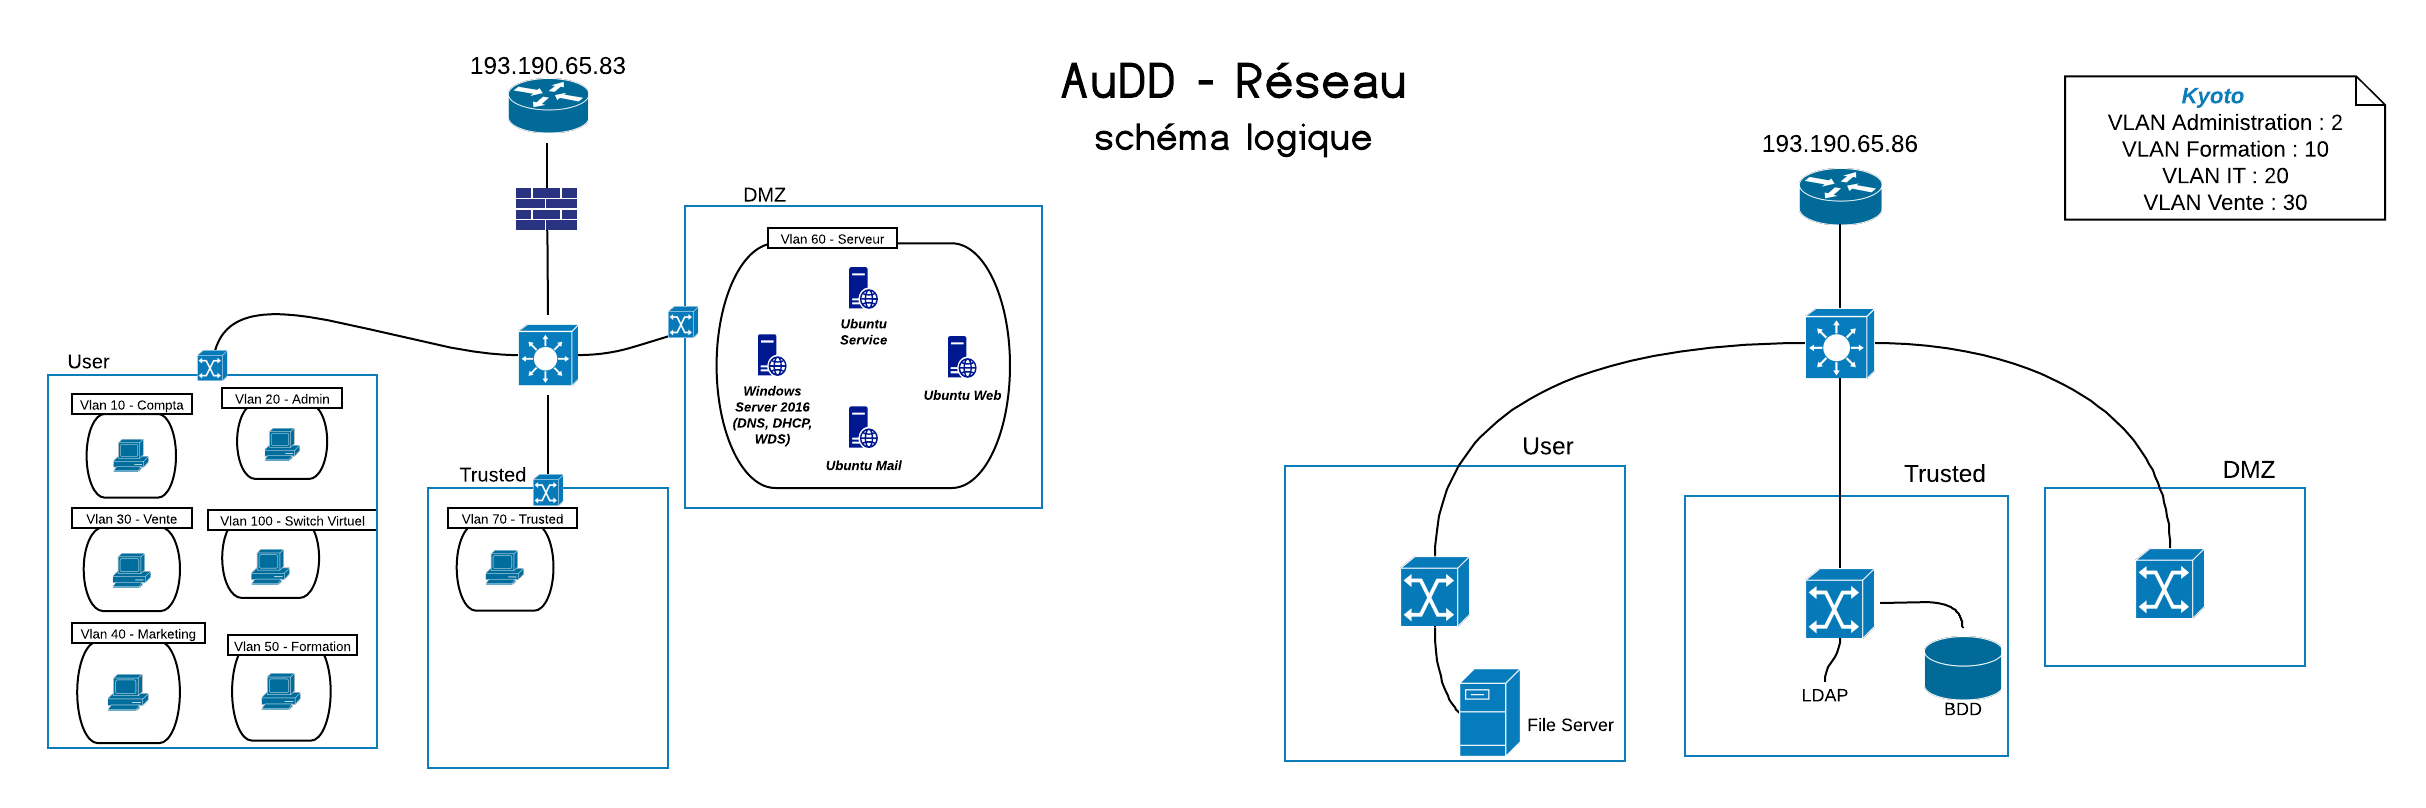 AuDD - Réseau
schéma logique
193.190.65.83
DMZ
Vlan 60 - Serveur
Ubuntu
Service
Windows
Server 2016
(DNS, DHCP,
WDS)
Ubuntu Web
Ubuntu Mail
User
Vlan 10 - Compta
Vlan 20 - Admin
Vlan 30 - Vente
Vlan 100 - Switch Virtuel
Vlan 40 - Marketing
Vlan 50 - Formation
Trusted
Vlan 70 - Trusted
193.190.65.86
Kyoto
VLAN Administration : 2
VLAN Formation : 10
VLAN IT : 20
VLAN Vente : 30
User
File Server
Trusted
LDAP
BDD
DMZ